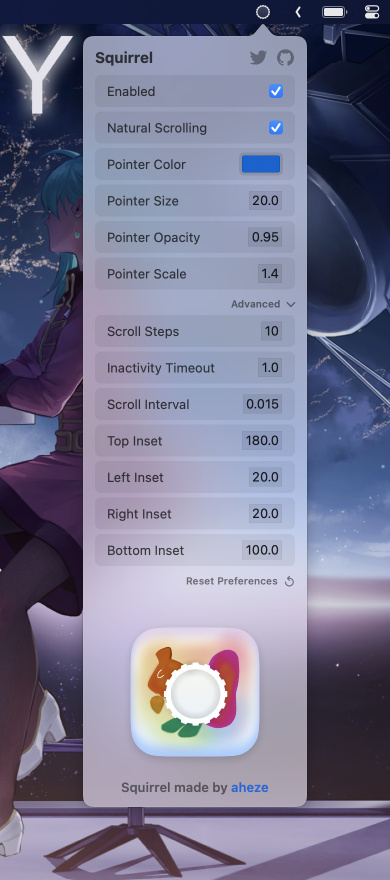 Y
Squirrel
Enabled
Natural Scrolling
Pointer Color
Pointer Size 20.0
Pointer Opacity 0.95
Pointer Scale 1.4
Advanced
Scroll Steps 10
Inactivity Timeout 1.0
Scroll Interval 0.015
Top Inset 180.0
Left Inset 20.0
Right Inset 20.0
Bottom Inset 100.0
Reset Preferences
Squirrel made by aheze